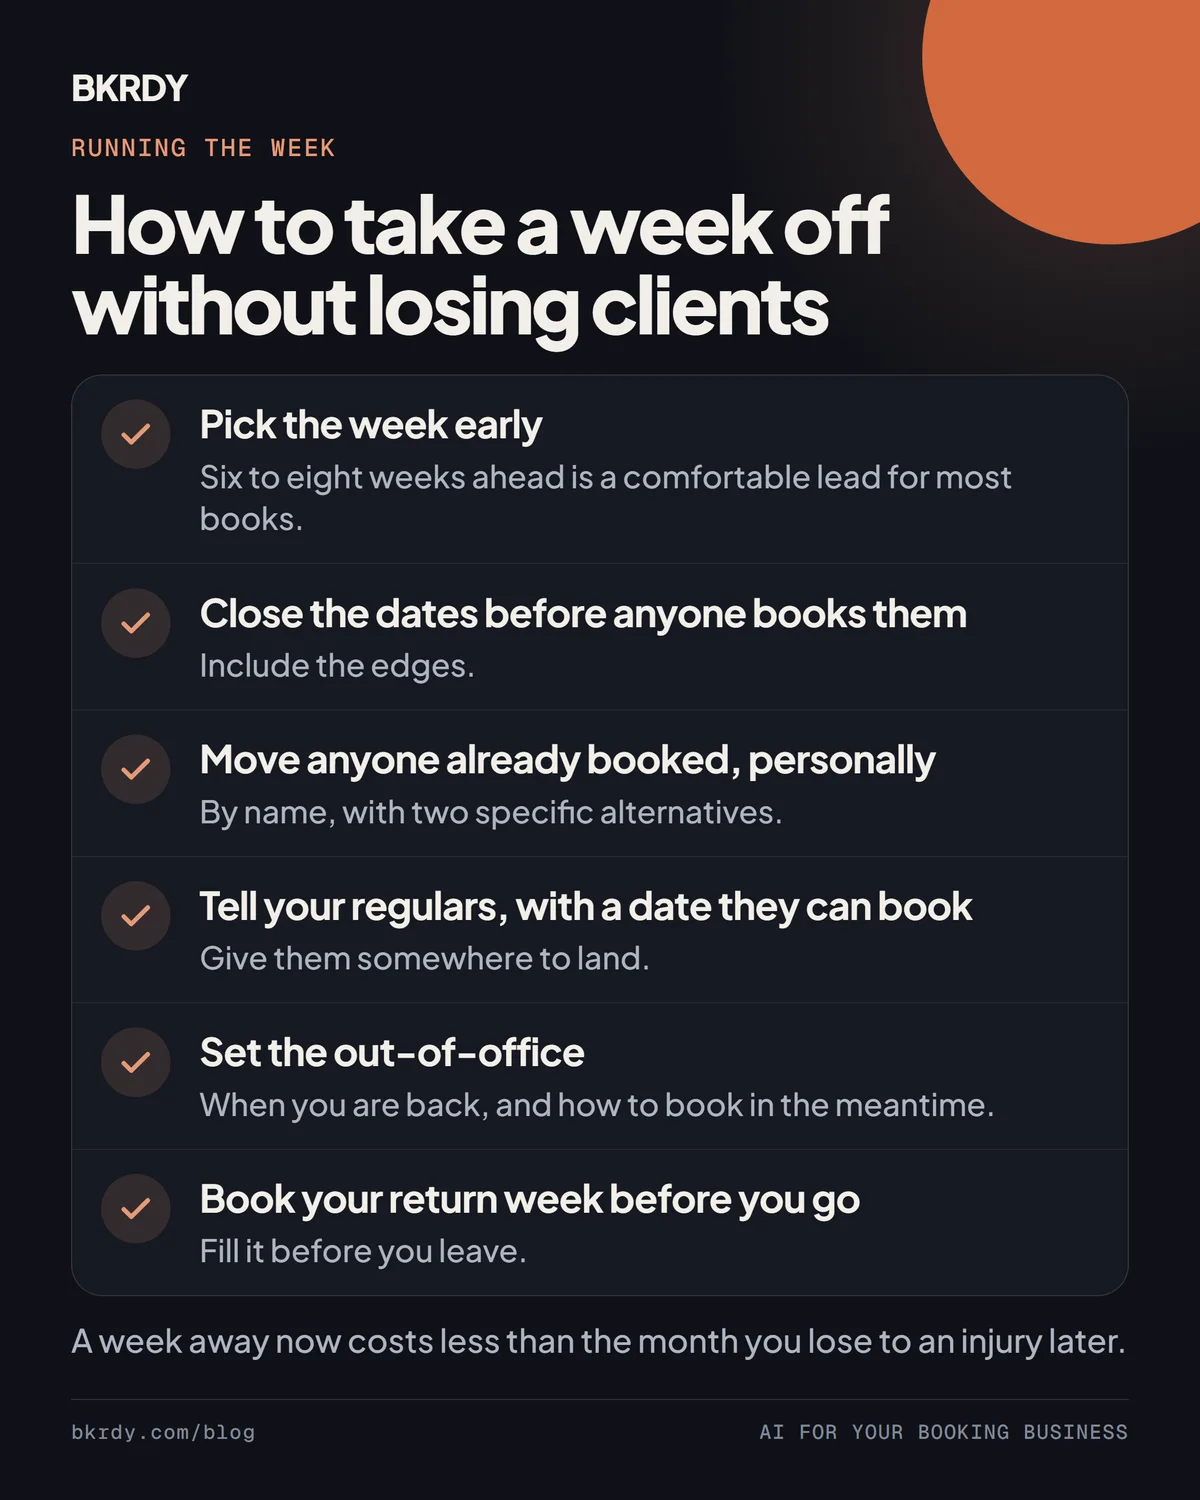 BKRDY
RUNNING THE WEEK
How to take a week off
without losing clients
Pick the week early
Six to eight weeks ahead is a comfortable lead for most
books.
Close the dates before anyone books them
Include the edges.
Move anyone already booked, personally
By name, with two specific alternatives.
Tell your regulars, with a date they can book
Give them somewhere to land.
Set the out-of-office
When you are back, and how to book in the meantime.
Book your return week before you go
Fill it before you leave.
A week away now costs less than the month you lose to an injury later.
bkrdy.com/blog
AI FOR YOUR BOOKING BUSINESS